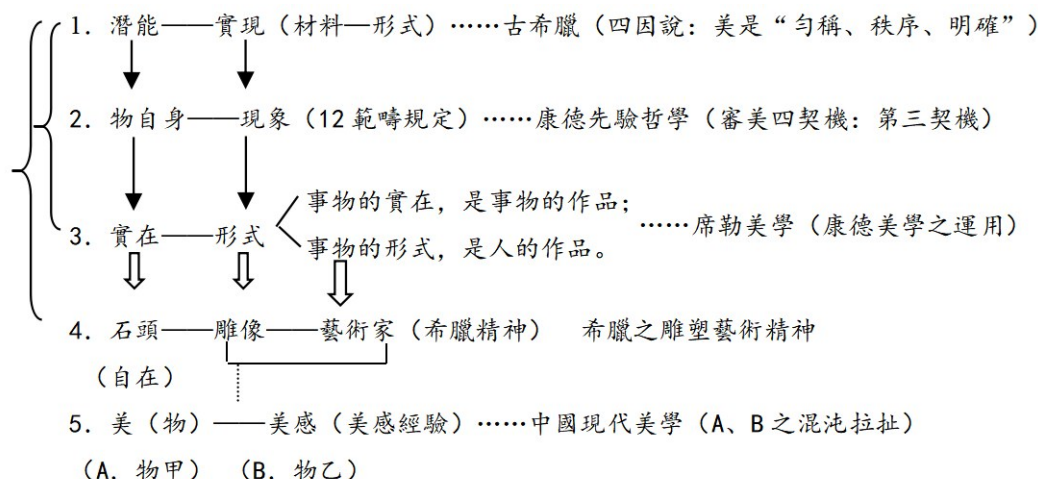 1. 潛能——實現（材料—形式）……古希臘（四因說：美是“勻稱、秩序、明確”）
2. 物自身——現象（12 範疇規定）……康德先驗哲學（審美四契機：第三契機）
事物的實在，是事物的作品；
3. 實在——形式 ……席勒美學（康德美學之運用）
事物的形式，是人的作品。
4. 石頭——雕像——藝術家（希臘精神） 希臘之雕塑藝術精神
（自在）
5. 美（物）——美感（美感經驗）……中國現代美學（A、B 之混沌拉扯）
（A. 物甲） （B. 物乙）